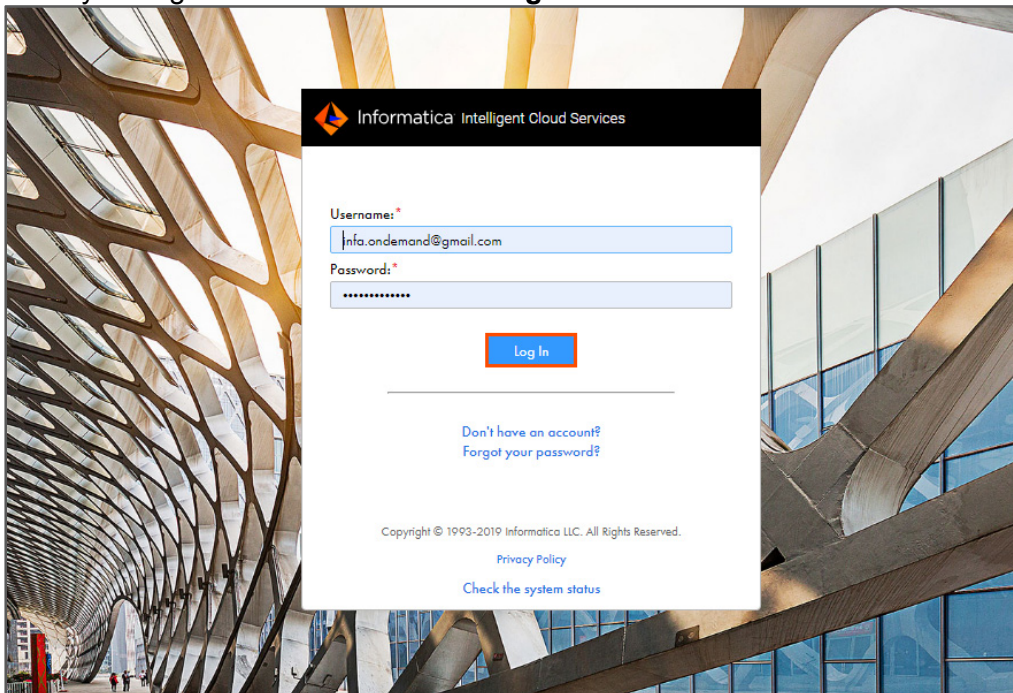 Informatica Intelligent Cloud Services
Username:*
infa.ondemand@gmail.com
Password:*
•••••••••••••
Log In
Don't have an account?
Forgot your password?
Copyright © 1993-2019 Informatica LLC. All Rights Reserved.
Privacy Policy
Check the system status